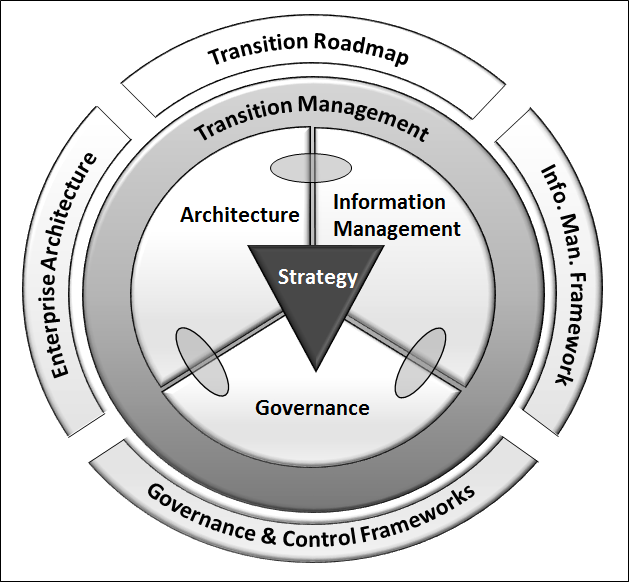 Transition Roadmap
Transition Management
Enterprise Architecture
Architecture
Information
Management
Info. Man. Framework
Strategy
Governance
Governance & Control Frameworks